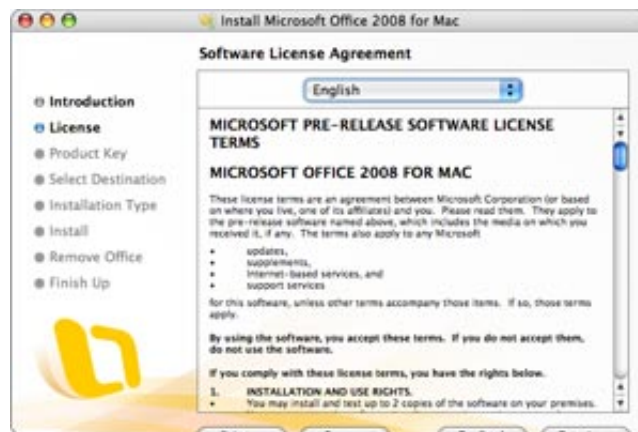 Install Microsoft Office 2008 for Mac
Software License Agreement
Introduction
License
Product Key
Select Destination
Installation Type
Install
Remove Office
Finish Up
English
MICROSOFT PRE-RELEASE SOFTWARE LICENSE
TERMS
MICROSOFT OFFICE 2008 FOR MAC
These license terms are an agreement between Microsoft Corporation (or based
on where you live, one of its affiliates) and you. Please read them. They apply to
the pre-release software named above, which includes the media on which you
received it, if any. The terms also apply to any Microsoft
• updates,
• supplements,
• Internet-based services, and
• support services
for this software, unless other terms accompany those items. If so, those terms
apply.
By using the software, you accept these terms. If you do not accept them,
do not use the software.
If you comply with these license terms, you have the rights below.
1. INSTALLATION AND USE RIGHTS.
• You may install and test up to 2 copies of the software on your premises.